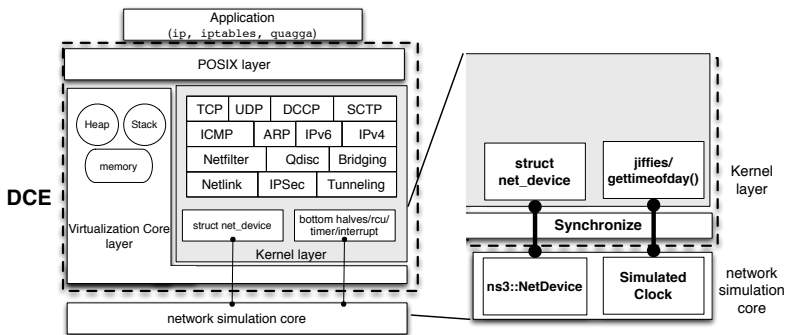 Application
(ip, iptables, quagga)
POSIX layer
Heap
Stack
memory
DCE
Virtualization Core
layer
TCP UDP DCCP SCTP
ICMP ARP IPv6 IPv4
Netfilter Qdisc Bridging
Netlink IPSec Tunneling
struct net_device
bottom halves/rcu/
timer/interrupt
Kernel layer
network simulation core
struct
net_device
jiffies/
gettimeofday()
Kernel
layer
Synchronize
ns3::NetDevice
Simulated
Clock
network
simulation
core